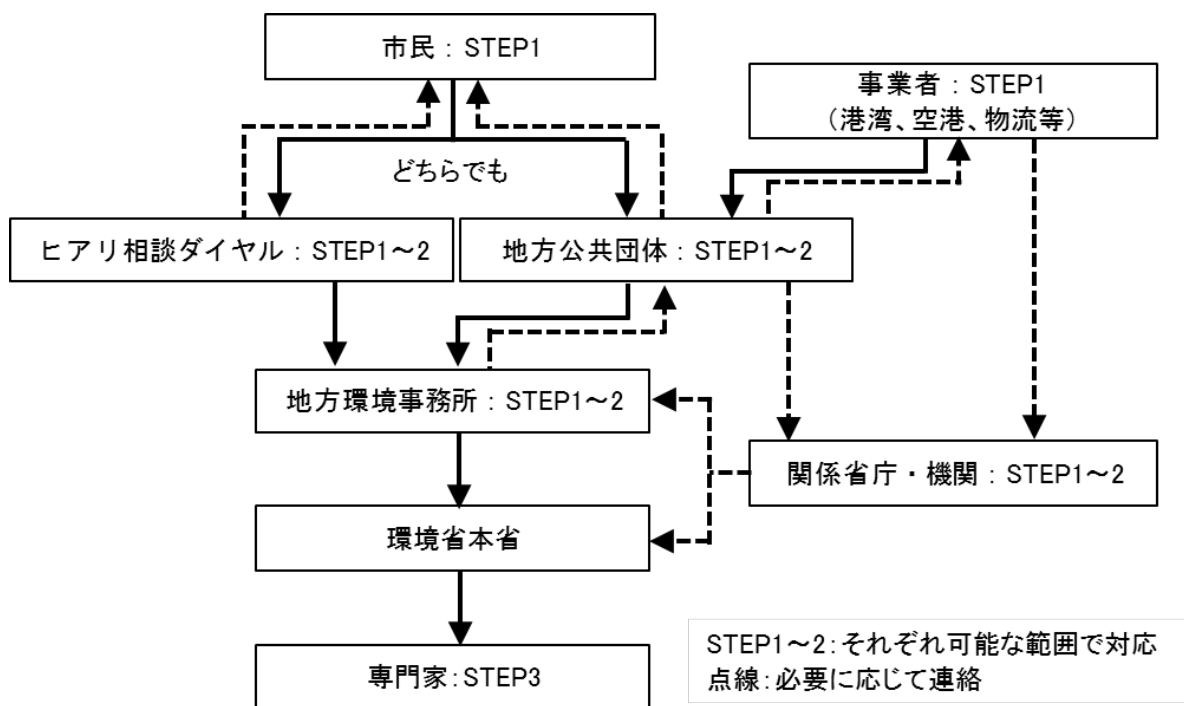 市民：STEP1
事業者：STEP1
（港湾、空港、物流等）
どちらでも
ヒアリ相談ダイヤル：STEP1～2
地方公共団体：STEP1～2
地方環境事務所：STEP1～2
関係省庁・機関：STEP1～2
環境省本省
専門家：STEP3
STEP1～2：それぞれ可能な範囲で対応
点線：必要に応じて連絡